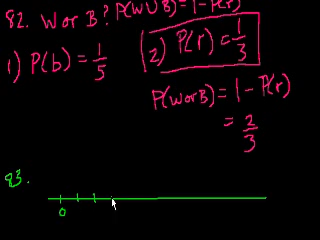 82. W or B? P(W∪B) = 1 - P(r)
1) P(b) = 1/5
2) P(r) = 1/3
P(W or B) = 1 - P(r)
= 2/3
83.
0